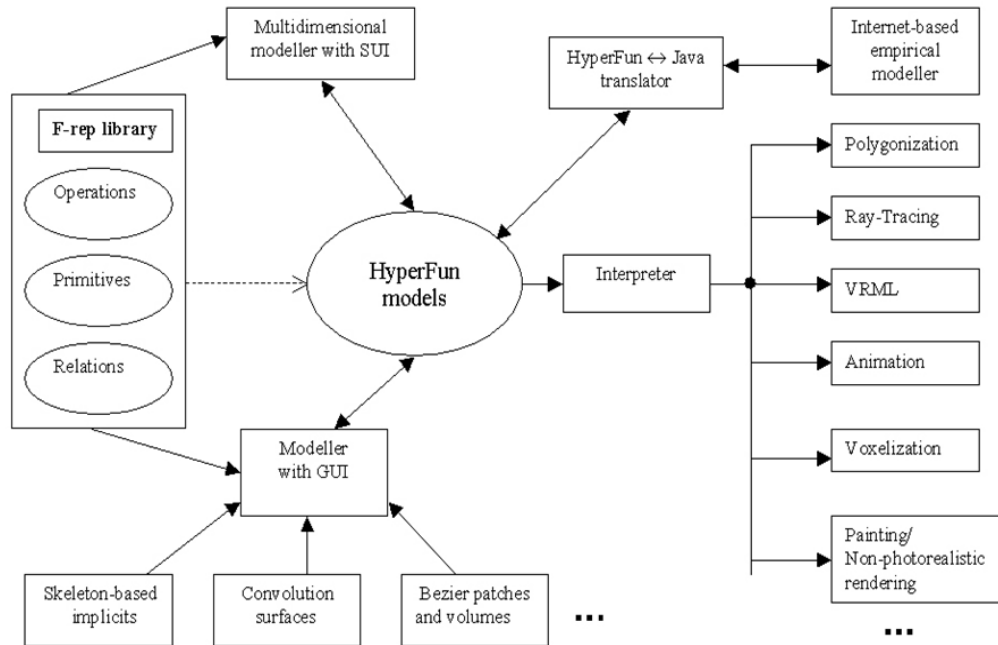 Multidimensional
modeller with SUI
HyperFun ↔ Java
translator
Internet-based
empirical
modeller
F-rep library
Operations
Primitives
Relations
HyperFun
models
Interpreter
Polygonization
Ray-Tracing
VRML
Animation
Voxelization
Painting/
Non-photorealistic
rendering
...
Modeller
with GUI
Skeleton-based
implicits
Convolution
surfaces
Bezier patches
and volumes
...